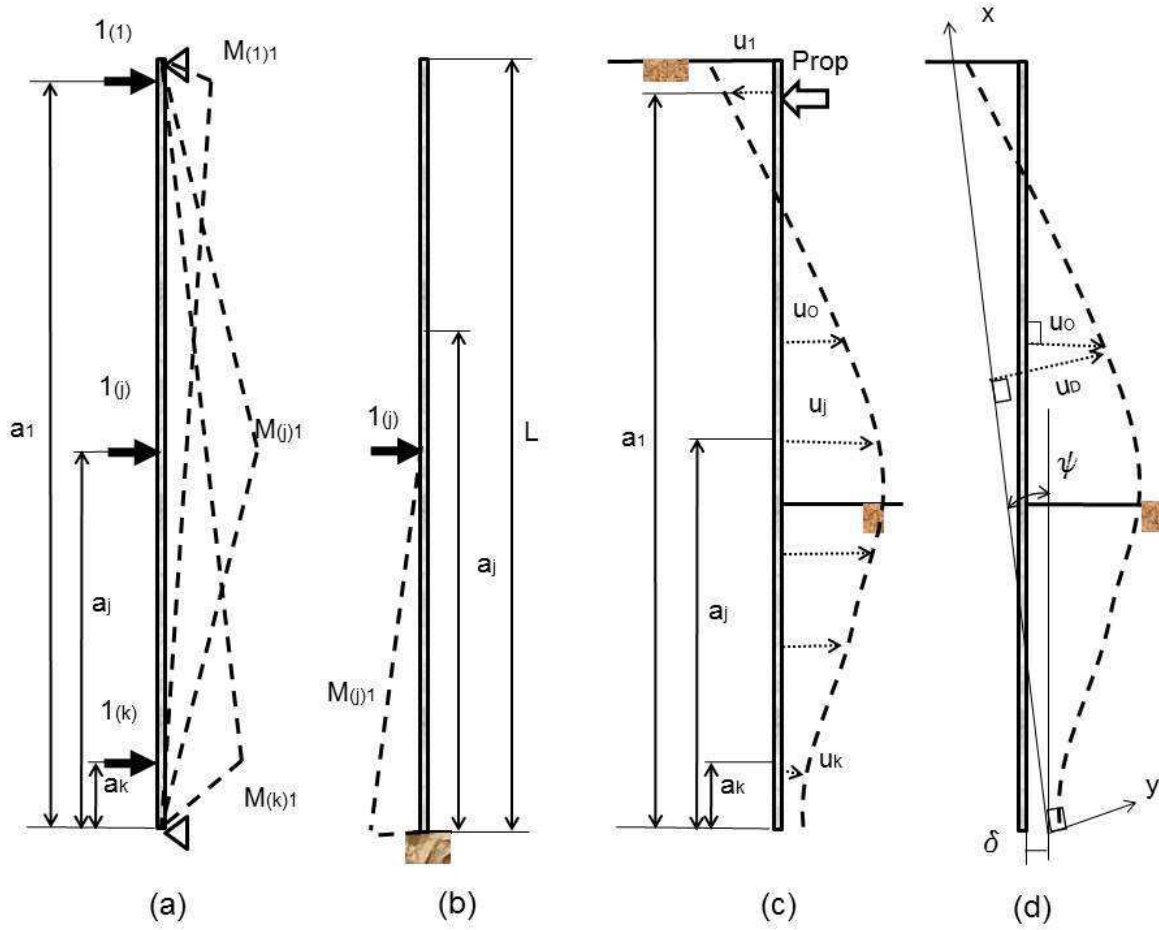 1(1)
M(1)1
a1
1(j)
M(j)1
aj
1(k)
ak
M(k)1
(a)
1(j)
L
aj
M(j)1
(b)
u1
Prop
uO
uj
a1
aj
uk
ak
(c)
x
uO
uD
ψ
y
δ
(d)